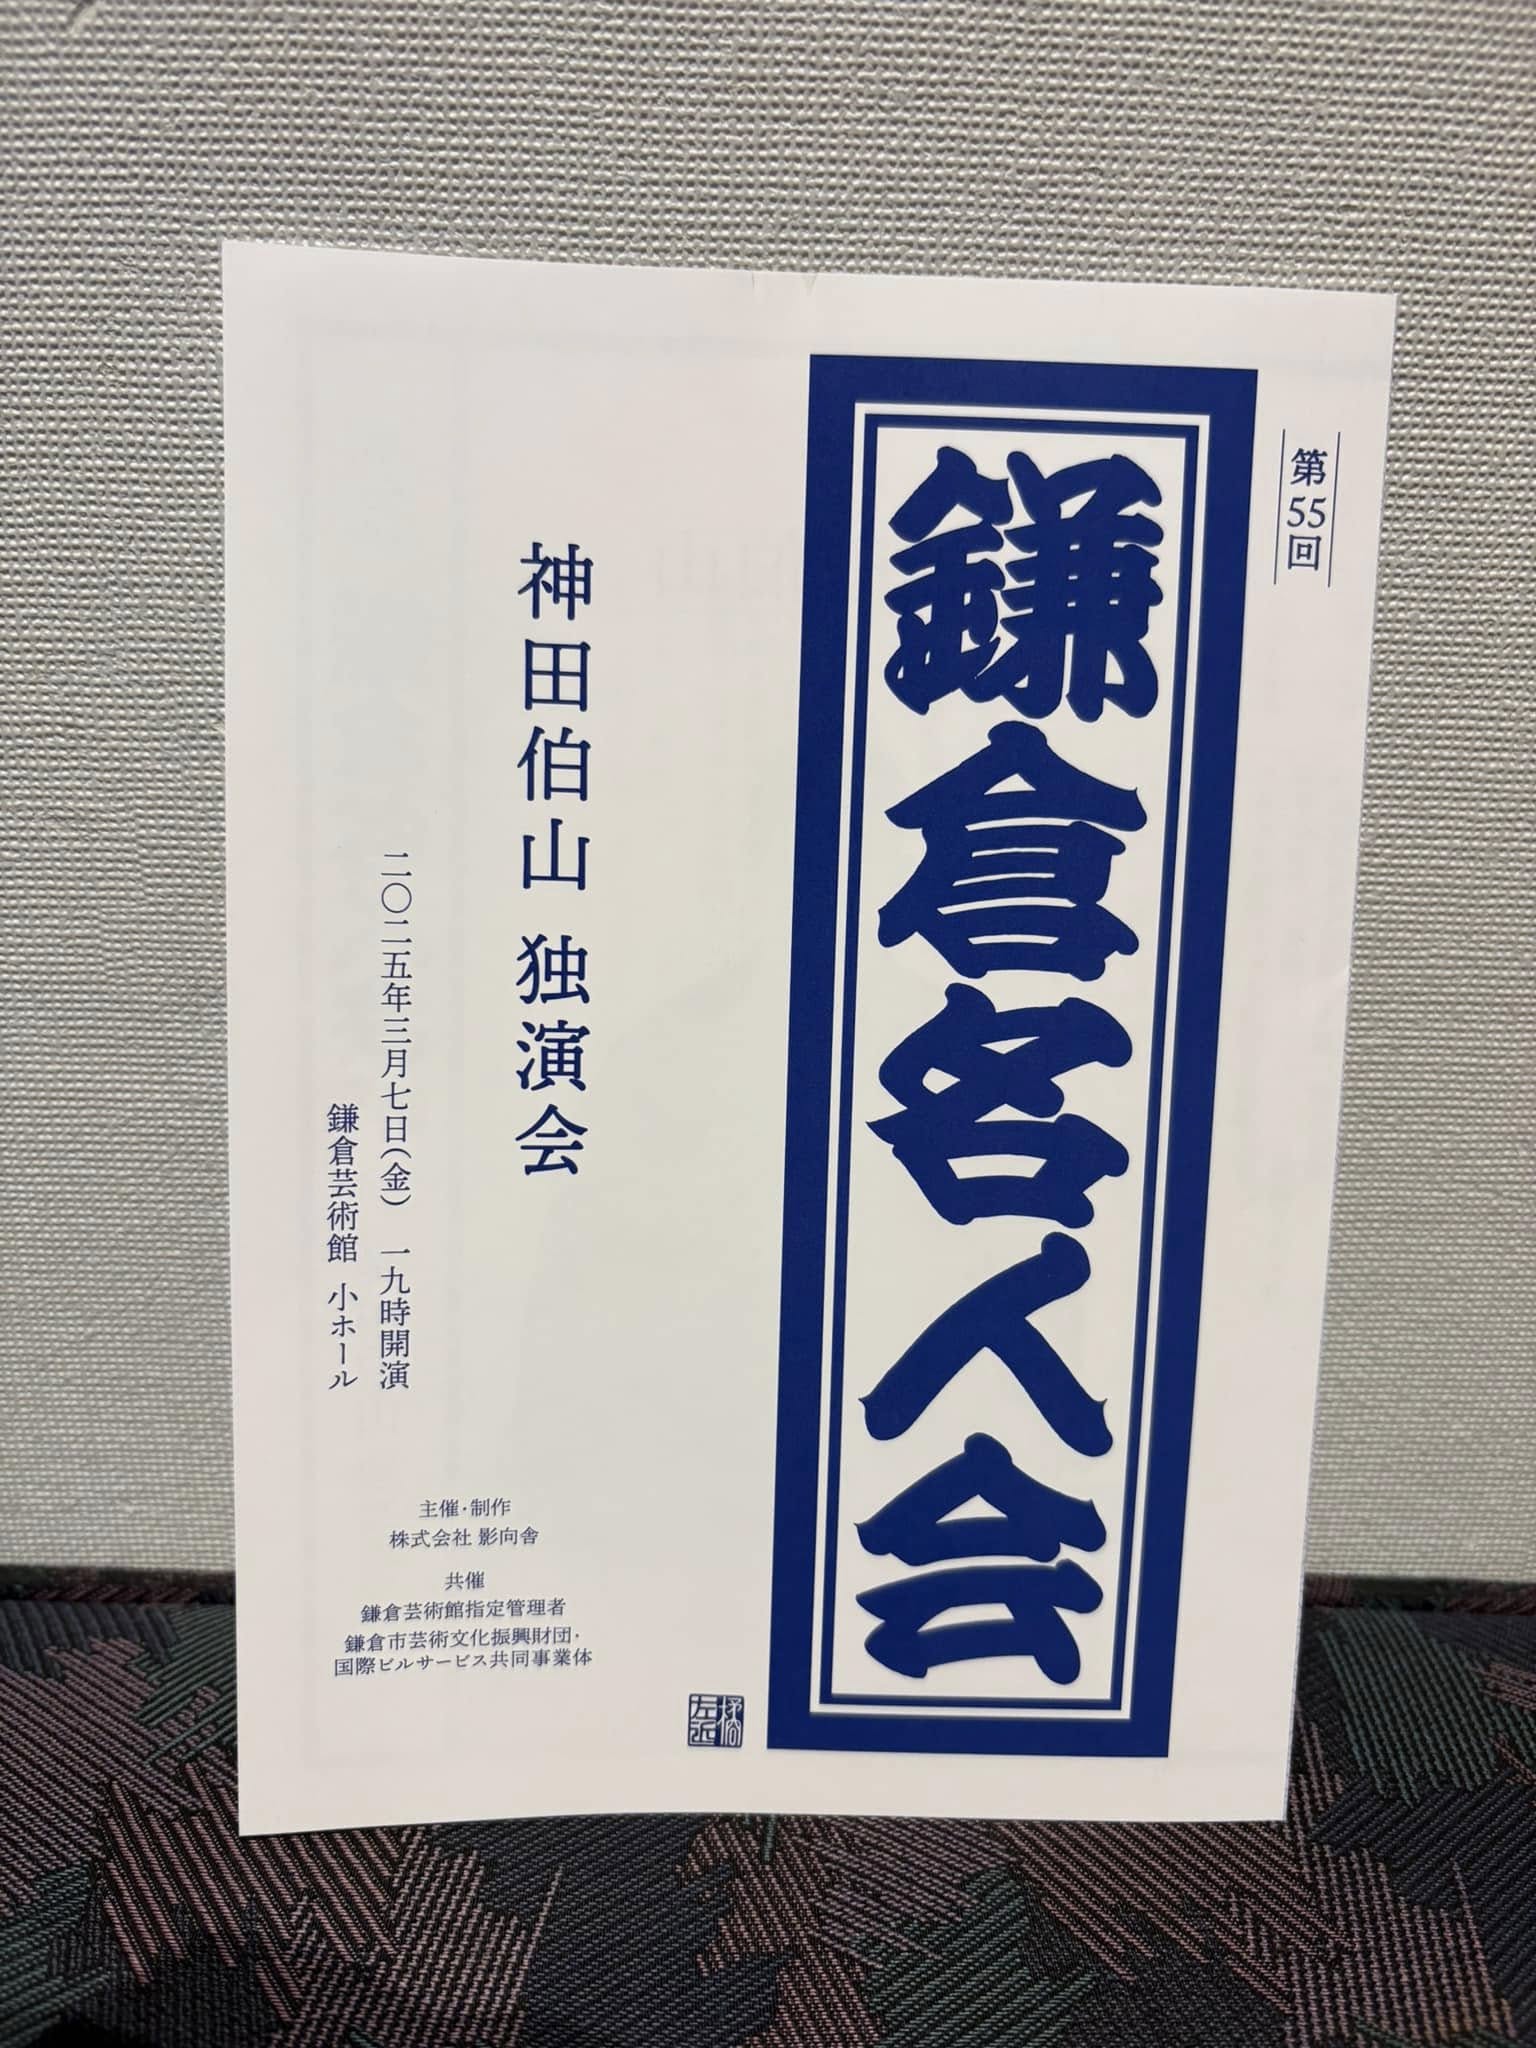 第55回
鎌倉名人会
神田伯山 独演会
二〇二五年三月七日(金) 一九時開演
鎌倉芸術館 小ホール
主催・制作
株式会社 影向舎
共催
鎌倉芸術館指定管理者
鎌倉市芸術文化振興財団・
国際ビルサービス共同事業体
橘
左近